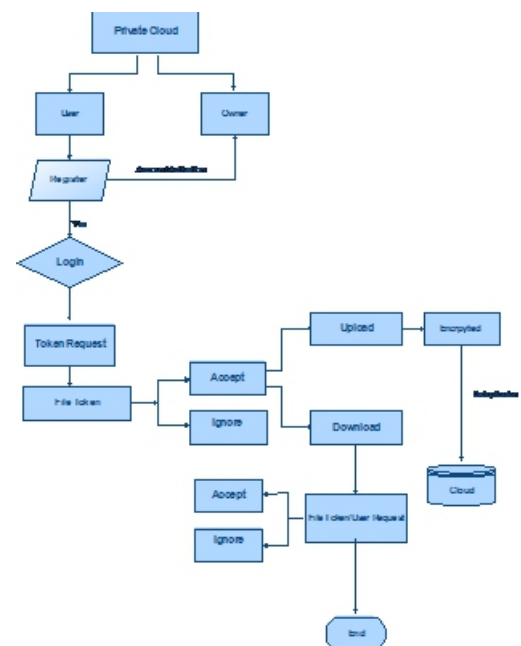 Private Cloud
User
Owner
Register
Yes
Login
Token Request
File Token
Accept
Ignore
Upload
Encrypted
Download
Cloud
Accept
Ignore
File Token/User Request
End